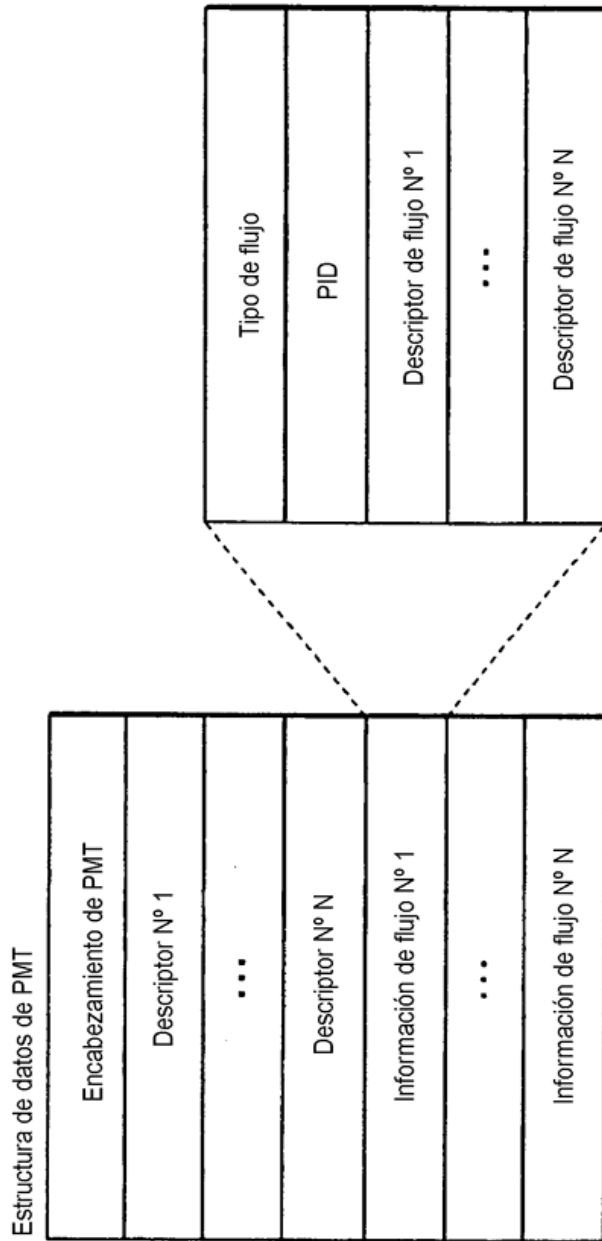 Estructura de datos de PMT
Encabezamiento de PMT
Descriptor Nº 1
...
Descriptor Nº N
Información de flujo Nº 1
...
Información de flujo Nº N
Tipo de flujo
PID
Descriptor de flujo Nº 1
...
Descriptor de flujo Nº N